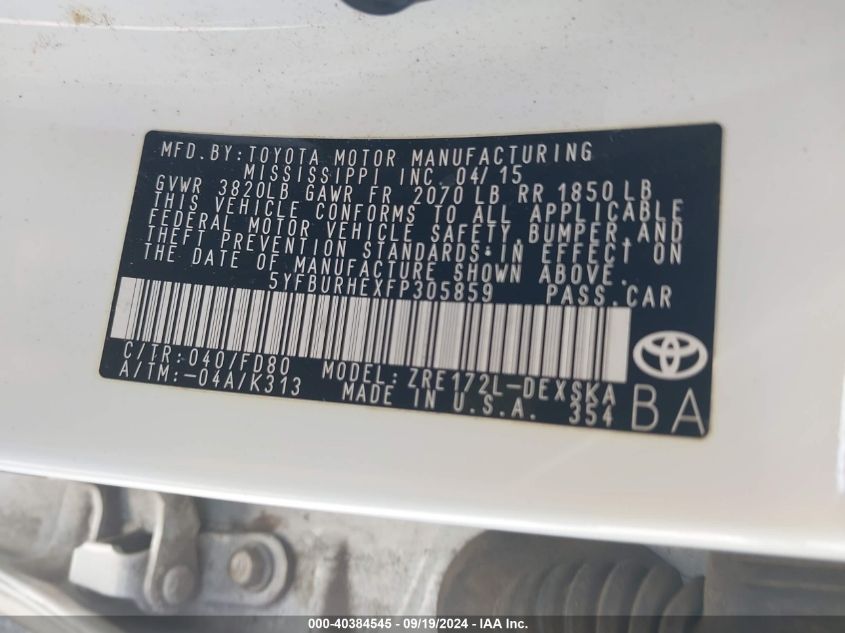 MFD.BY:TOYOTA MOTOR MANUFACTURING
MISSISSIPPI INC. 04/15
GVWR 3820LB GAWR FR 2070 LB RR 1850 LB
THIS VEHICLE CONFORMS TO ALL APPLICABLE
FEDERAL MOTOR VEHICLE SAFETY,BUMPER,AND
THEFT PREVENTION STANDARDS IN EFFECT ON
THE DATE OF MANUFACTURE SHOWN ABOVE.
5YFBURHEXFP305859 PASS.CAR
C/TR:040/FD80 MODEL:ZRE172L-DEXSKA
A/TM:-04A/K313 MADE IN U.S.A. 354
BA
000-40384545 - 09/19/2024 - IAA Inc.